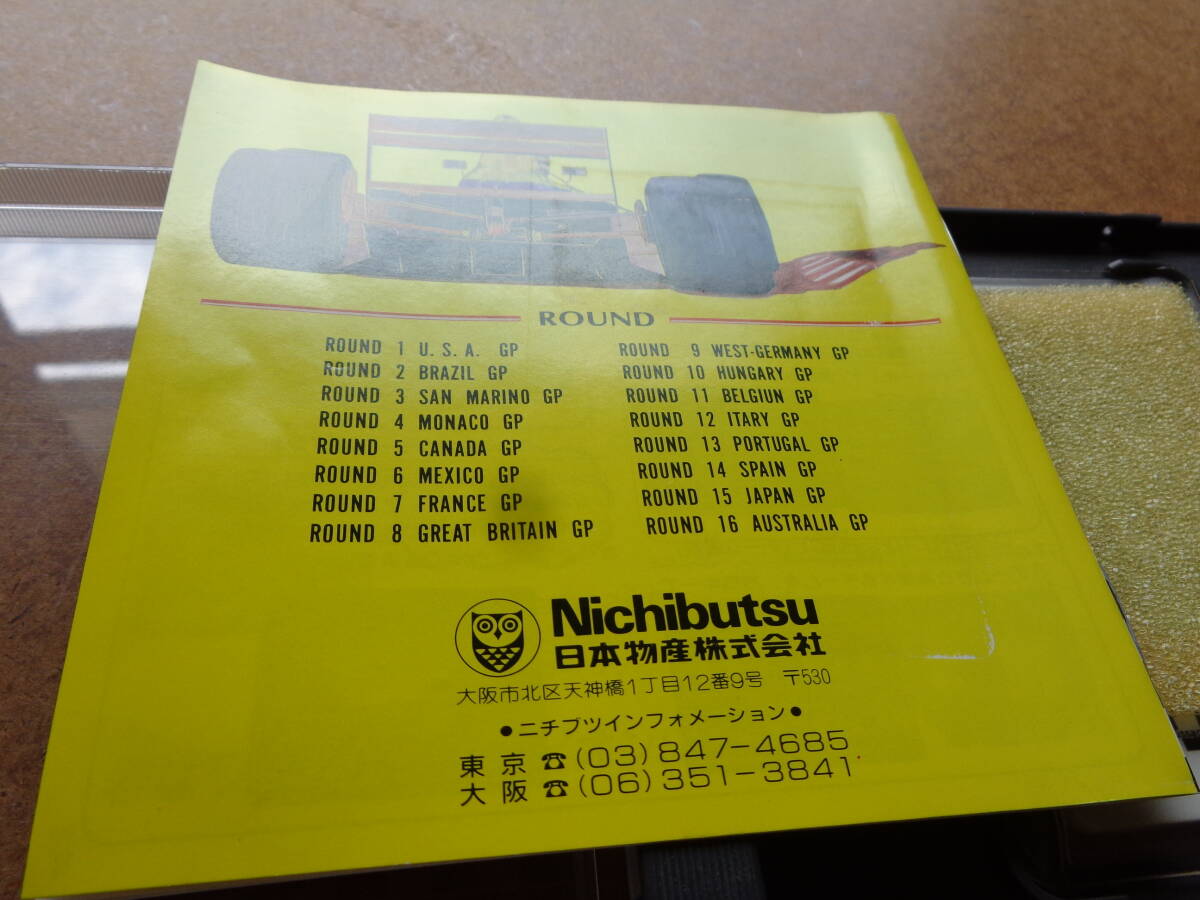 ROUND
ROUND 1 U.S.A. GP
ROUND 2 BRAZIL GP
ROUND 3 SAN MARINO GP
ROUND 4 MONACO GP
ROUND 5 CANADA GP
ROUND 6 MEXICO GP
ROUND 7 FRANCE GP
ROUND 8 GREAT BRITAIN GP
ROUND 9 WEST-GERMANY GP
ROUND 10 HUNGARY GP
ROUND 11 BELGIUN GP
ROUND 12 ITARY GP
ROUND 13 PORTUGAL GP
ROUND 14 SPAIN GP
ROUND 15 JAPAN GP
ROUND 16 AUSTRALIA GP
Nichibutsu
日本物産株式会社
大阪市北区天神橋1丁目12番9号 〒530
●ニチブツインフォメーション●
東京☎(03)847-4685
大阪☎(06)351-3841